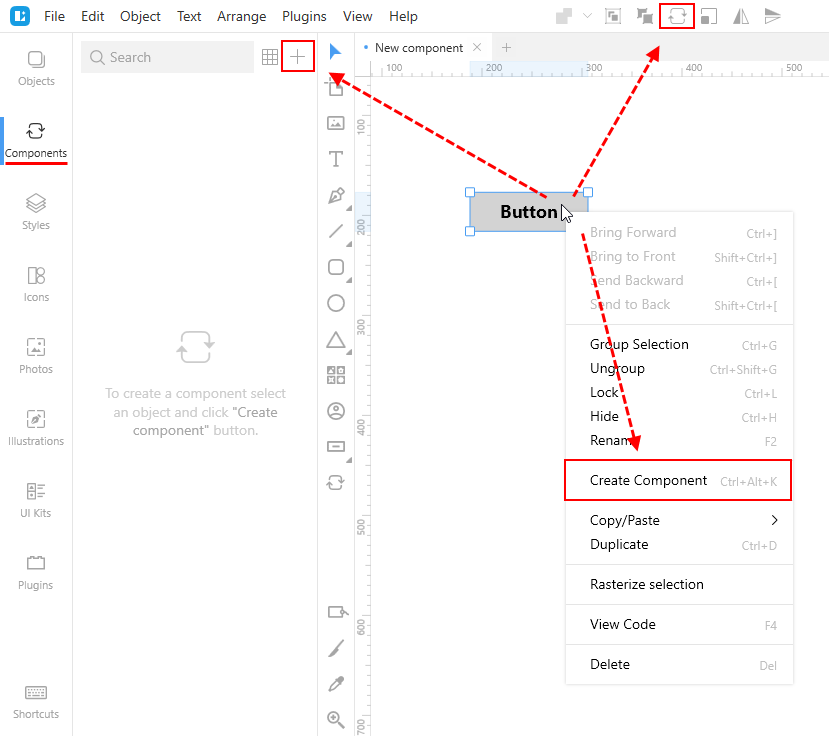 File Edit Object Text Arrange Plugins View Help
Search
New component
100 200 300 400 500
Objects
Components
Styles
Icons
Photos
Illustrations
UI Kits
Plugins
Shortcuts
To create a component select
an object and click "Create
component" button.
100
200
300
400
500
600
700
Button
Bring Forward Ctrl+]
Bring to Front Shift+Ctrl+]
Send Backward Ctrl+[
Send to Back Shift+Ctrl+[
Group Selection Ctrl+G
Ungroup Ctrl+Shift+G
Lock Ctrl+L
Hide Ctrl+H
Rename F2
Create Component Ctrl+Alt+K
Copy/Paste
Duplicate Ctrl+D
Rasterize selection
View Code F4
Delete Del